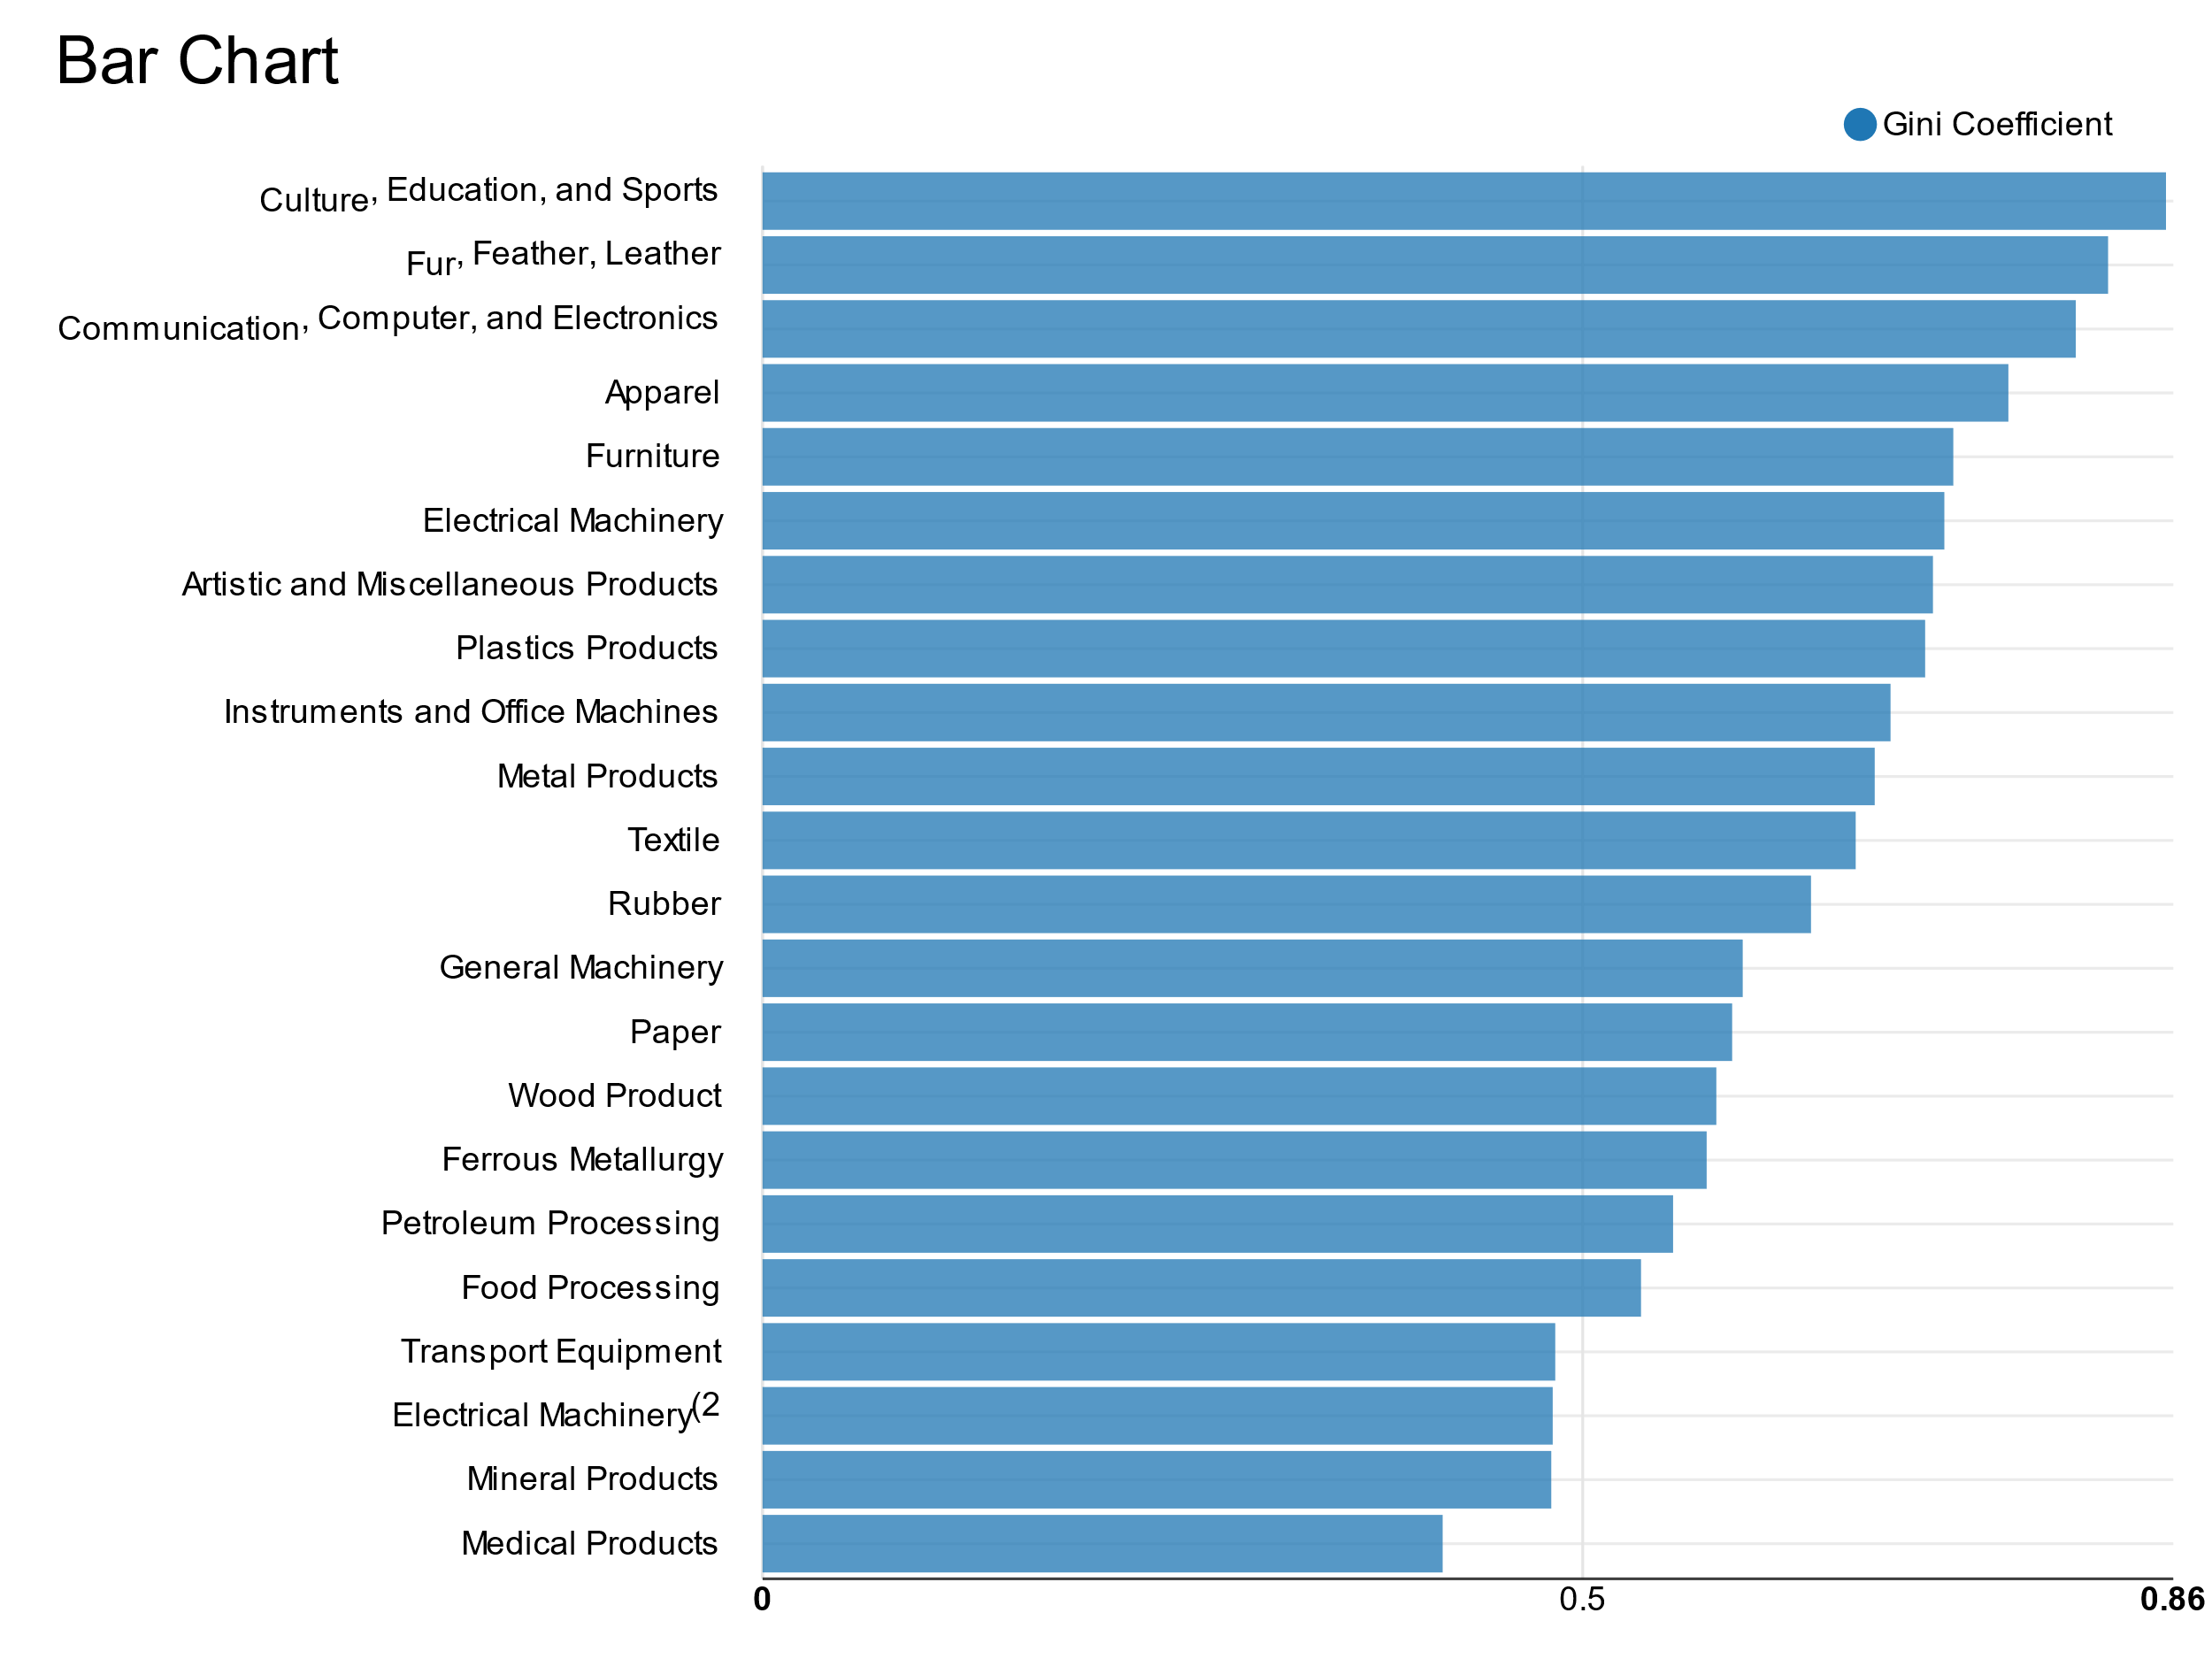 Bar Chart
Gini Coefficient
Culture, Education, and Sports
Fur, Feather, Leather
Communication, Computer, and Electronics
Apparel
Furniture
Electrical Machinery
Artistic and Miscellaneous Products
Plastics Products
Instruments and Office Machines
Metal Products
Textile
Rubber
General Machinery
Paper
Wood Product
Ferrous Metallurgy
Petroleum Processing
Food Processing
Transport Equipment
Electrical Machinery(2
Mineral Products
Medical Products
0 0.5 0.86